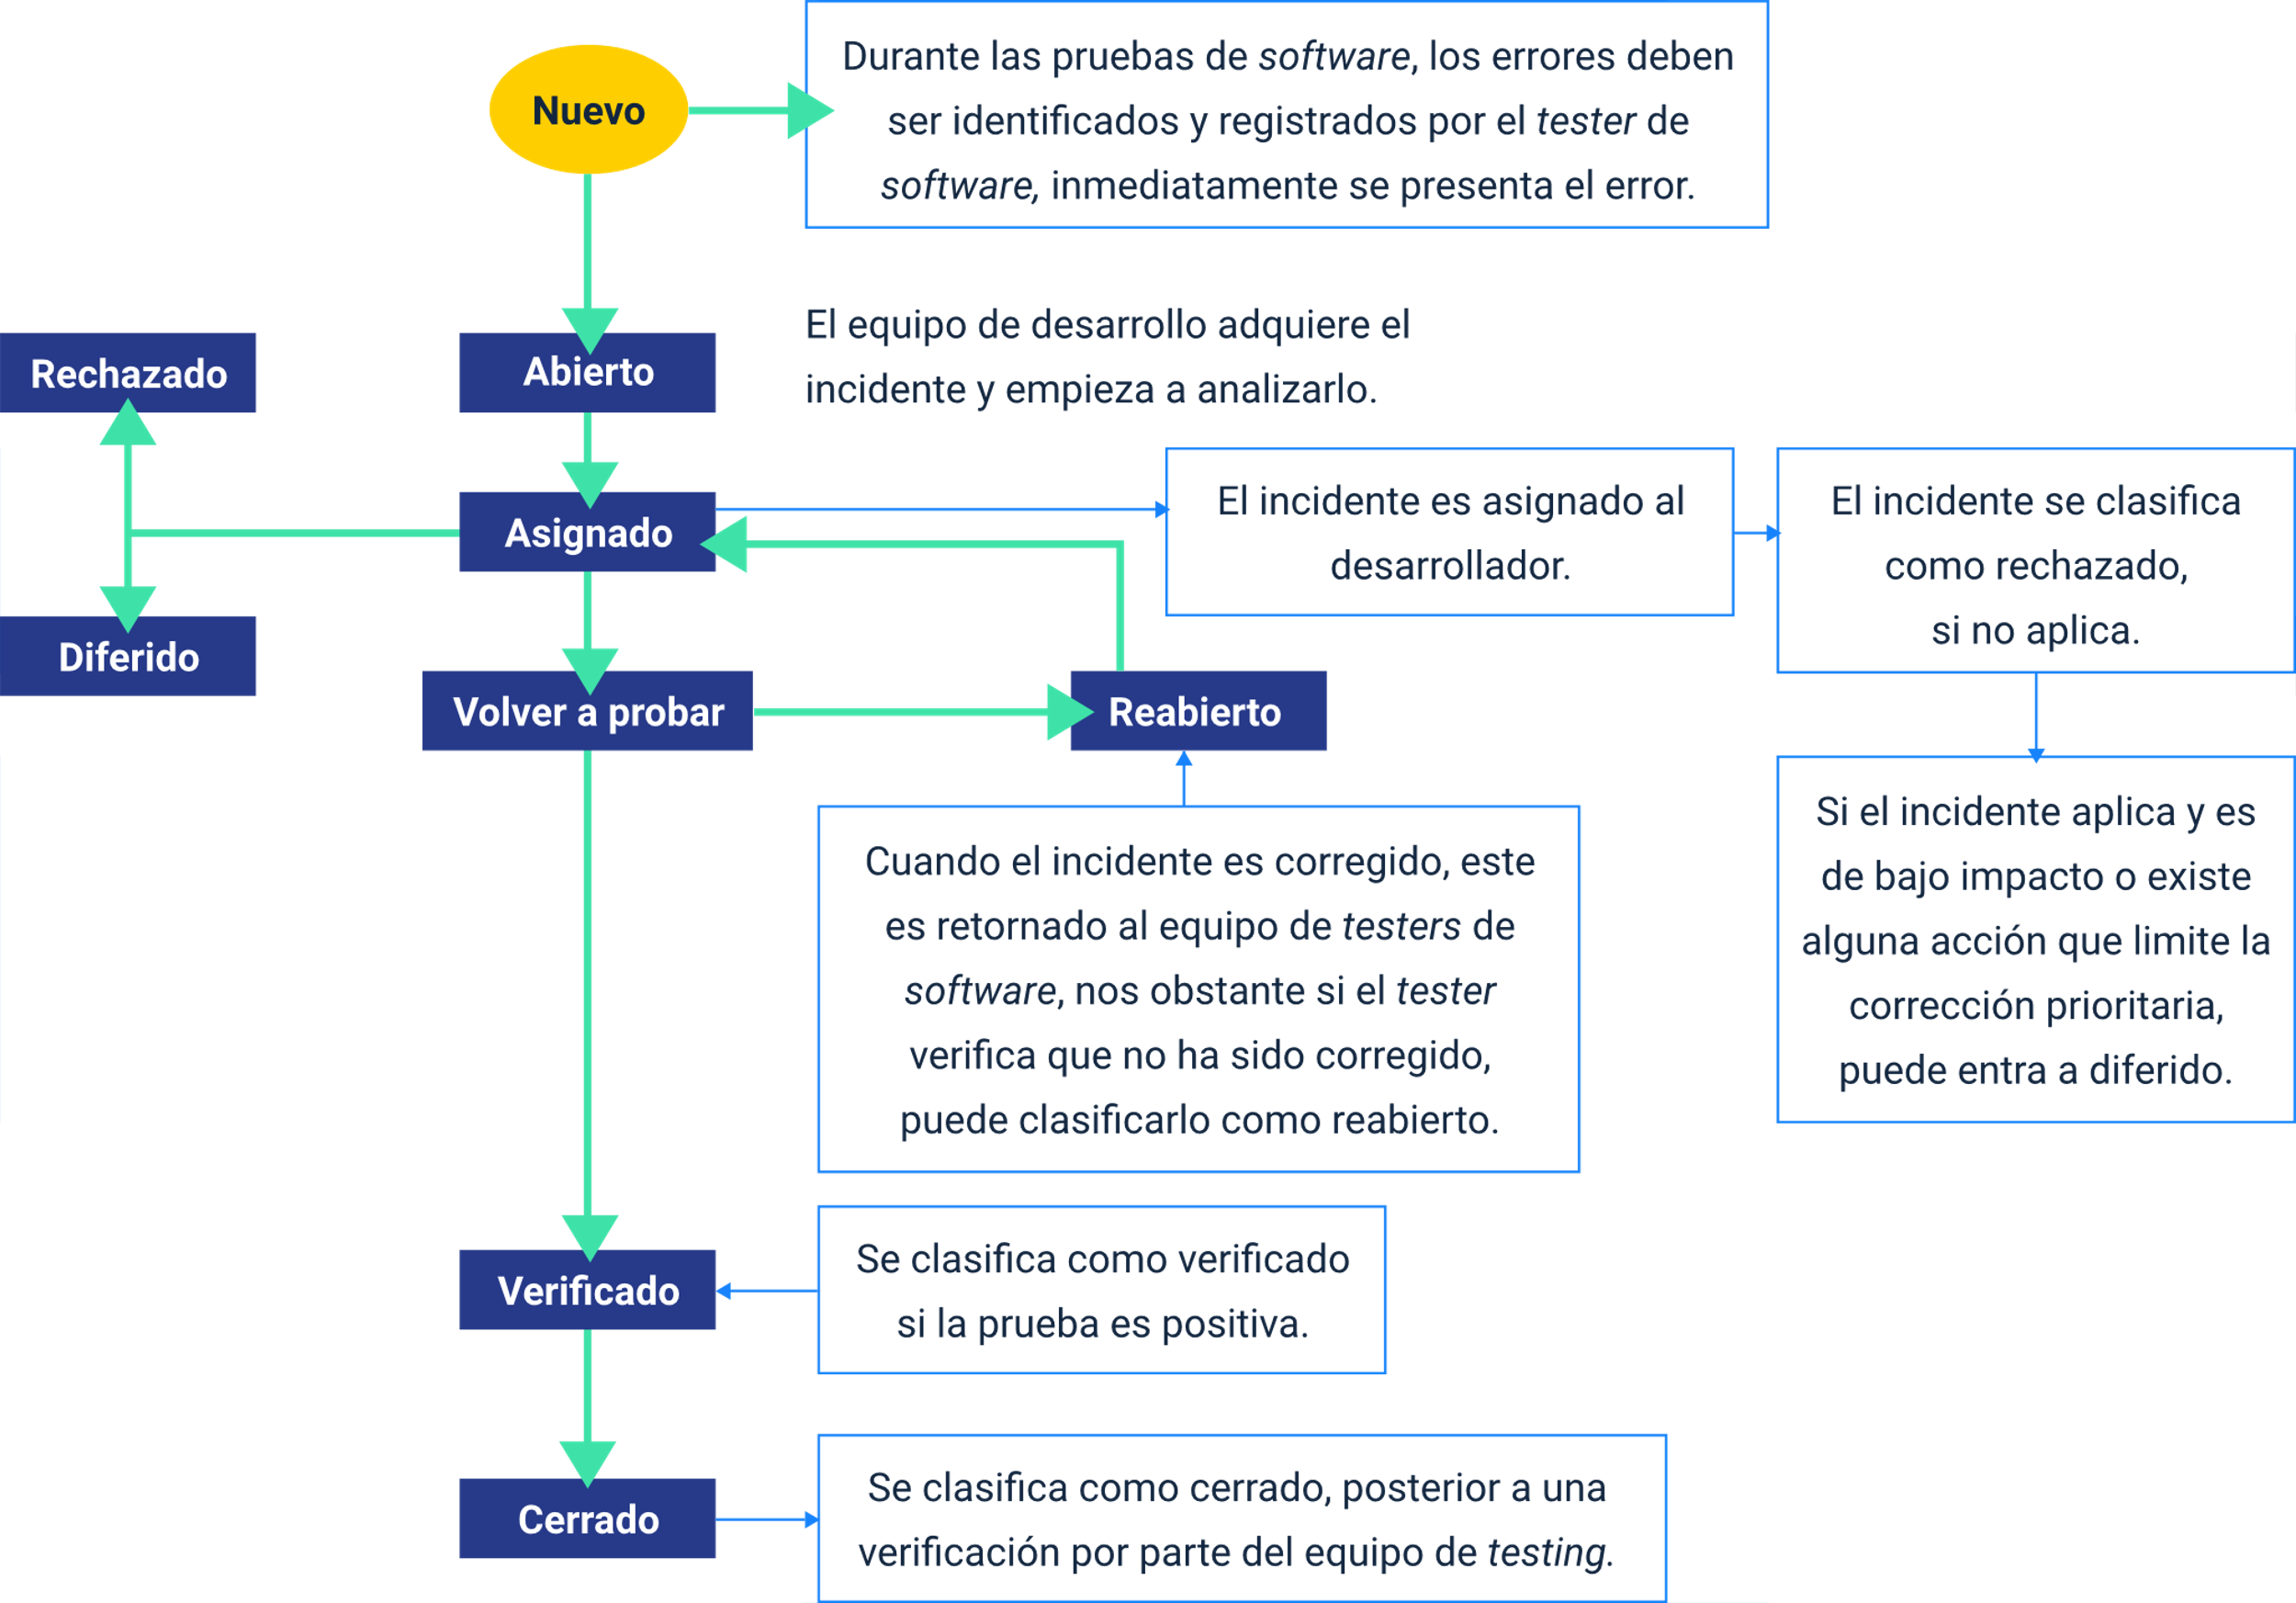 Nuevo
Durante las pruebas de software, los errores deben
ser identificados y registrados por el tester de
software, inmediatamente se presenta el error.
Rechazado
Abierto
El equipo de desarrollo adquiere el
incidente y empieza a analizarlo.
Asignado
El incidente es asignado al
desarrollador.
El incidente se clasifica
como rechazado,
si no aplica.
Diferido
Volver a probar
Reabierto
Si el incidente aplica y es
de bajo impacto o existe
alguna acción que limite la
corrección prioritaria,
puede entra a diferido.
Cuando el incidente es corregido, este
es retornado al equipo de testers de
software, nos obstante si el tester
verifica que no ha sido corregido,
puede clasificarlo como reabierto.
Verificado
Se clasifica como verificado
si la prueba es positiva.
Cerrado
Se clasifica como cerrado, posterior a una
verificación por parte del equipo de testing.